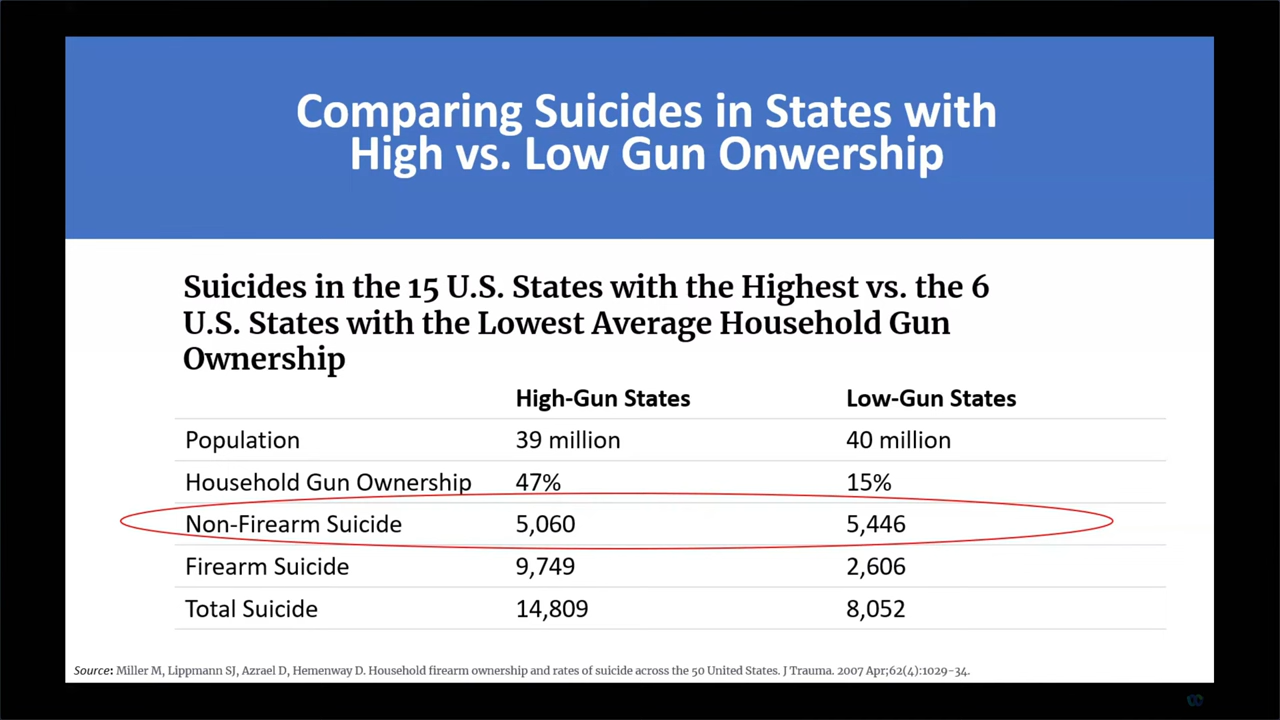 Comparing Suicides in States with
High vs. Low Gun Onwership
Suicides in the 15 U.S. States with the Highest vs. the 6
U.S. States with the Lowest Average Household Gun
Ownership
High-Gun States Low-Gun States
Population 39 million 40 million
Household Gun Ownership 47% 15%
Non-Firearm Suicide 5,060 5,446
Firearm Suicide 9,749 2,606
Total Suicide 14,809 8,052
Source: Miller M, Lippmann SJ, Azrael D, Hemenway D. Household firearm ownership and rates of suicide across the 50 United States. J Trauma. 2007 Apr;62(4):1029-34.